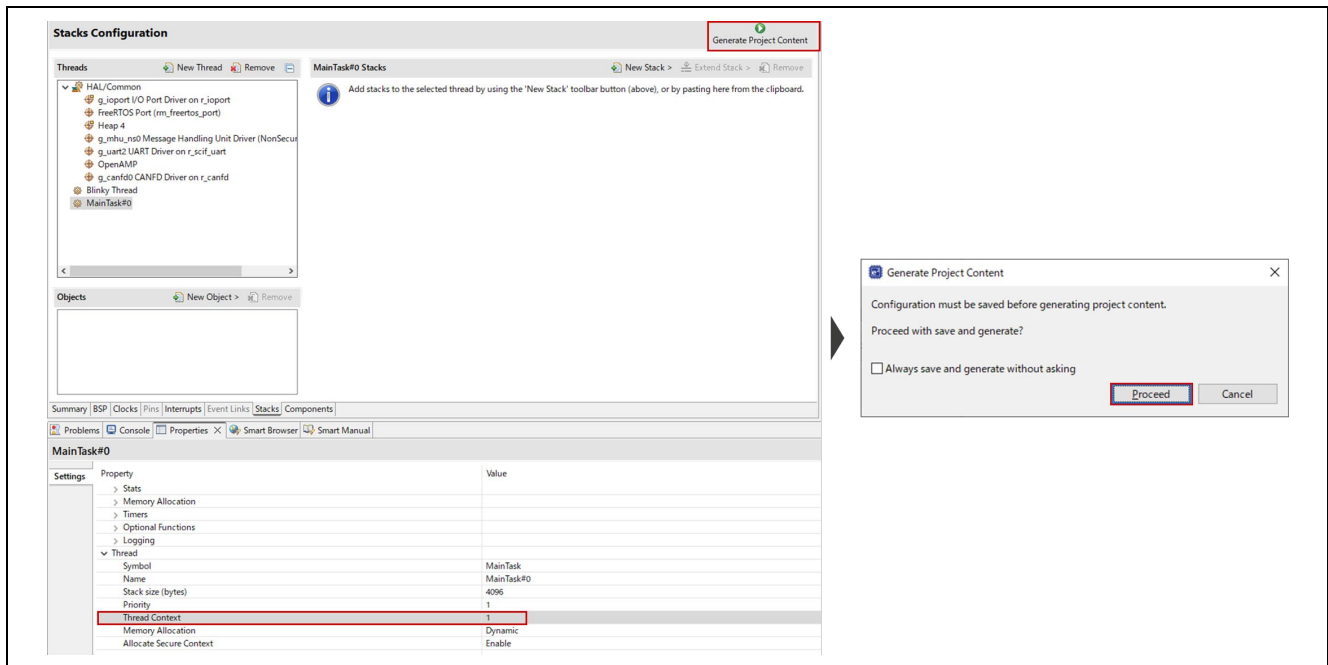 Stacks Configuration
Generate Project Content
Threads
New Thread
Remove
HAL/Common
g_ioport I/O Port Driver on r_ioport
FreeRTOS Port (rm_freertos_port)
Heap 4
g_mhu_ns0 Message Handling Unit Driver (NonSecur
g_uart2 UART Driver on r_scif_uart
OpenAMP
g_canfd0 CANFD Driver on r_canfd
Blinky Thread
MainTask#0
MainTask#0 Stacks
New Stack >
Extend Stack >
Remove
Add stacks to the selected thread by using the 'New Stack' toolbar button (above), or by pasting here from the clipboard.
Objects
New Object >
Remove
Summary BSP Clocks Pins Interrupts Event Links Stacks Components
Problems Console Properties Smart Browser Smart Manual
MainTask#0
Settings
Property Value
Stats
Memory Allocation
Timers
Optional Functions
Logging
Thread
Symbol MainTask
Name MainTask#0
Stack size (bytes) 4096
Priority 1
Thread Context 1
Memory Allocation Dynamic
Allocate Secure Context Enable
Generate Project Content
Configuration must be saved before generating project content.
Proceed with save and generate?
Always save and generate without asking
Proceed Cancel